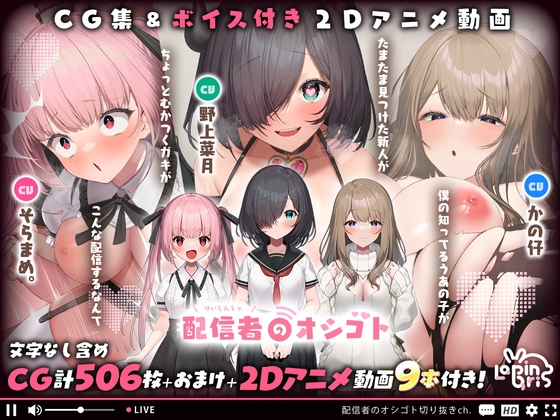 CG集&ボイス付き2Dアニメ動画
たまたま見つけた新人が
CV
野上菜月
ちょっとむかつくガキが
CV
そらまめ。
こんな配信するなんて
CV
かの仔
僕の知ってるうあの子が
はいしんしゃ
配信者のオシゴト
文字なし含め
CG計506枚+おまけ+2Dアニメ動画9本付き!
LIVE
配信者のオシゴト切り抜きch.
HD